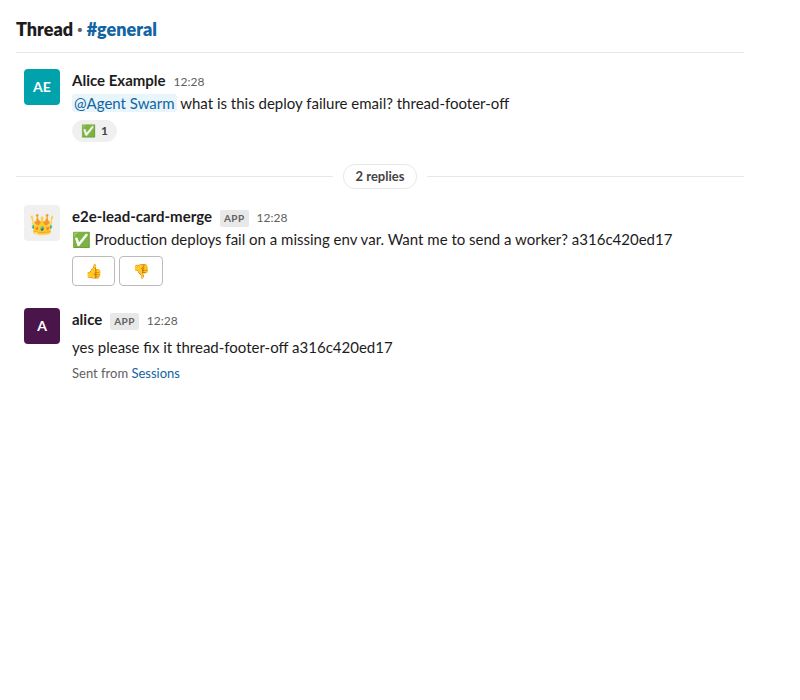 Thread • #general
AE
Alice Example 12:28
@Agent Swarm what is this deploy failure email? thread-footer-off
✅ 1
2 replies
e2e-lead-card-merge APP 12:28
✅ Production deploys fail on a missing env var. Want me to send a worker? a316c420ed17
👍 👎
A
alice APP 12:28
yes please fix it thread-footer-off a316c420ed17
Sent from Sessions